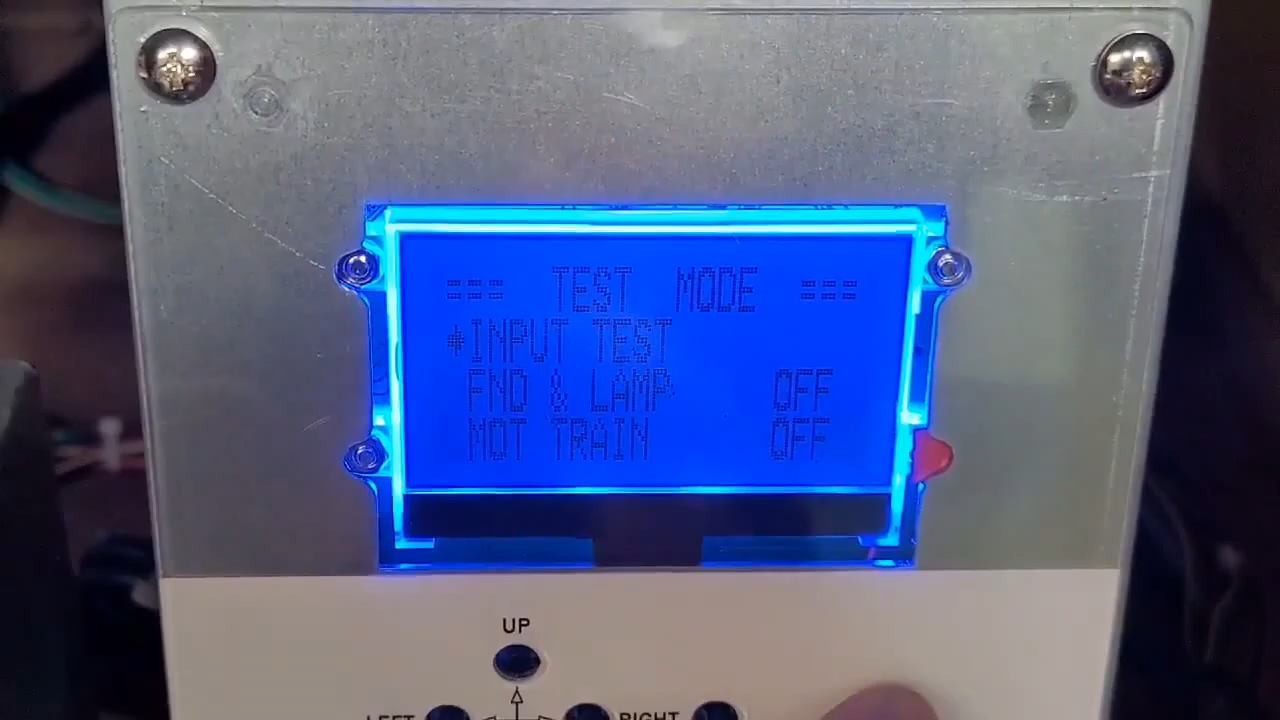 === TEST MODE ===
*INPUT TEST
FND & LAMP OFF
MOT TRAIN OFF
UP
LEFT RIGHT